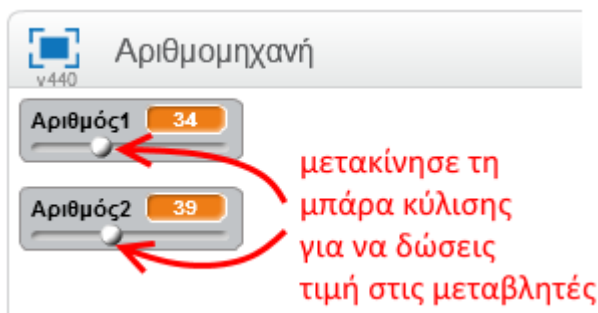 Αριθμομηχανή
v440
Αριθμός1 34
Αριθμός2 39
μετακίνησε τη
μπάρα κύλισης
για να δώσεις
τιμή στις μεταβλητές